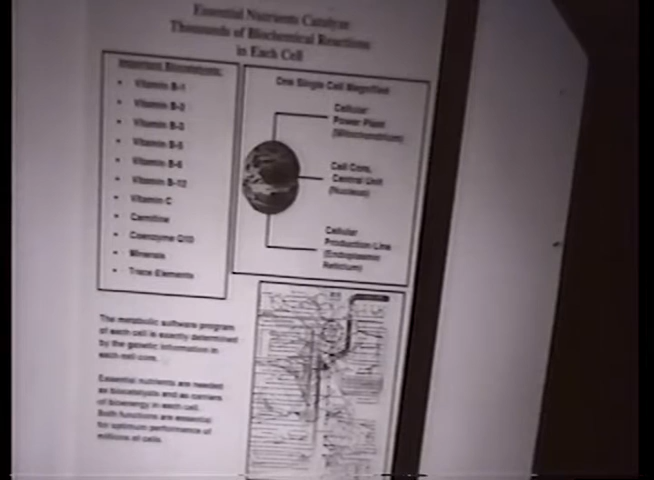 Essential Nutrients Catalyze
Thousands of Biochemical Reactions
in Each Cell
Important Biocatalysts:
Vitamin B-1
Vitamin B-2
Vitamin B-3
Vitamin B-5
Vitamin B-6
Vitamin B-12
Vitamin C
Carnitine
Coenzyme Q10
Minerals
Trace Elements
One Single Cell Magnified
Cellular
Power Plant
(Mitochondrium)
Cell Core,
Central Unit
(Nucleus)
Cellular
Production Line
(Endoplasmic
Reticulum)
The metabolic software program
of each cell is exactly determined
by the genetic information in
each cell core.
Essential nutrients are needed
as biocatalysts and as carriers
of bioenergy in each cell.
Both functions are essential
for optimum performance of
millions of cells.